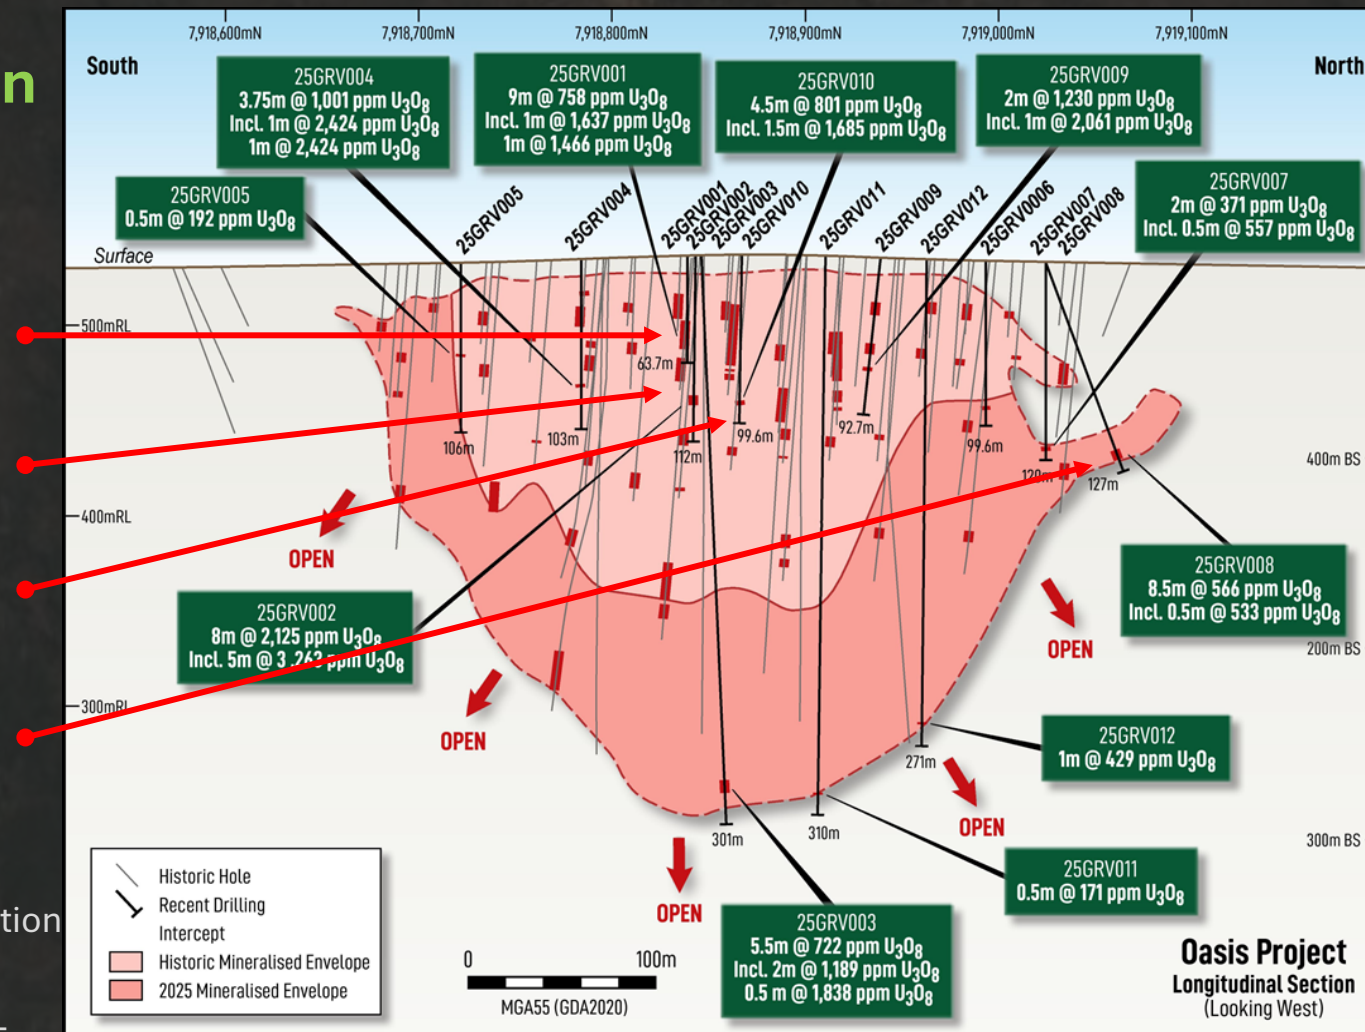 n
7,918,600mN
7,918,700mN
7,918,800mN
7,918,900mN
7,919,000mN
7,919,100mN
South
North
25GRV004
3.75m @ 1,001 ppm U3O8
Incl. 1m @ 2,424 ppm U3O8
1m @ 2,424 ppm U3O8
25GRV001
9m @ 758 ppm U3O8
Incl. 1m @ 1,637 ppm U3O8
1m @ 1,466 ppm U3O8
25GRV010
4.5m @ 801 ppm U3O8
Incl. 1.5m @ 1,685 ppm U3O8
25GRV009
2m @ 1,230 ppm U3O8
Incl. 1m @ 2,061 ppm U3O8
25GRV005
0.5m @ 192 ppm U3O8
25GRV007
2m @ 371 ppm U3O8
Incl. 0.5m @ 557 ppm U3O8
25GRV005
25GRV004
25GRV001
25GRV002
25GRV003
25GRV010
25GRV011
25GRV009
25GRV012
25GRV0006
25GRV007
25GRV008
Surface
500mRL
63.7m
106m
103m
112m
99.6m
92.7m
99.6m
120m
127m
400m BS
400mRL
OPEN
25GRV002
8m @ 2,125 ppm U3O8
Incl. 5m @ 3 .263 ppm U3O8
25GRV008
8.5m @ 566 ppm U3O8
Incl. 0.5m @ 533 ppm U3O8
OPEN
200m BS
300mRL
OPEN
25GRV012
1m @ 429 ppm U3O8
271m
OPEN
301m
310m
300m BS
25GRV011
0.5m @ 171 ppm U3O8
OPEN
25GRV003
5.5m @ 722 ppm U3O8
Incl. 2m @ 1,189 ppm U3O8
0.5 m @ 1,838 ppm U3O8
tion
Historic Hole
Recent Drilling
Intercept
Historic Mineralised Envelope
2025 Mineralised Envelope
0 100m
MGA55 (GDA2020)
Oasis Project
Longitudinal Section
(Looking West)